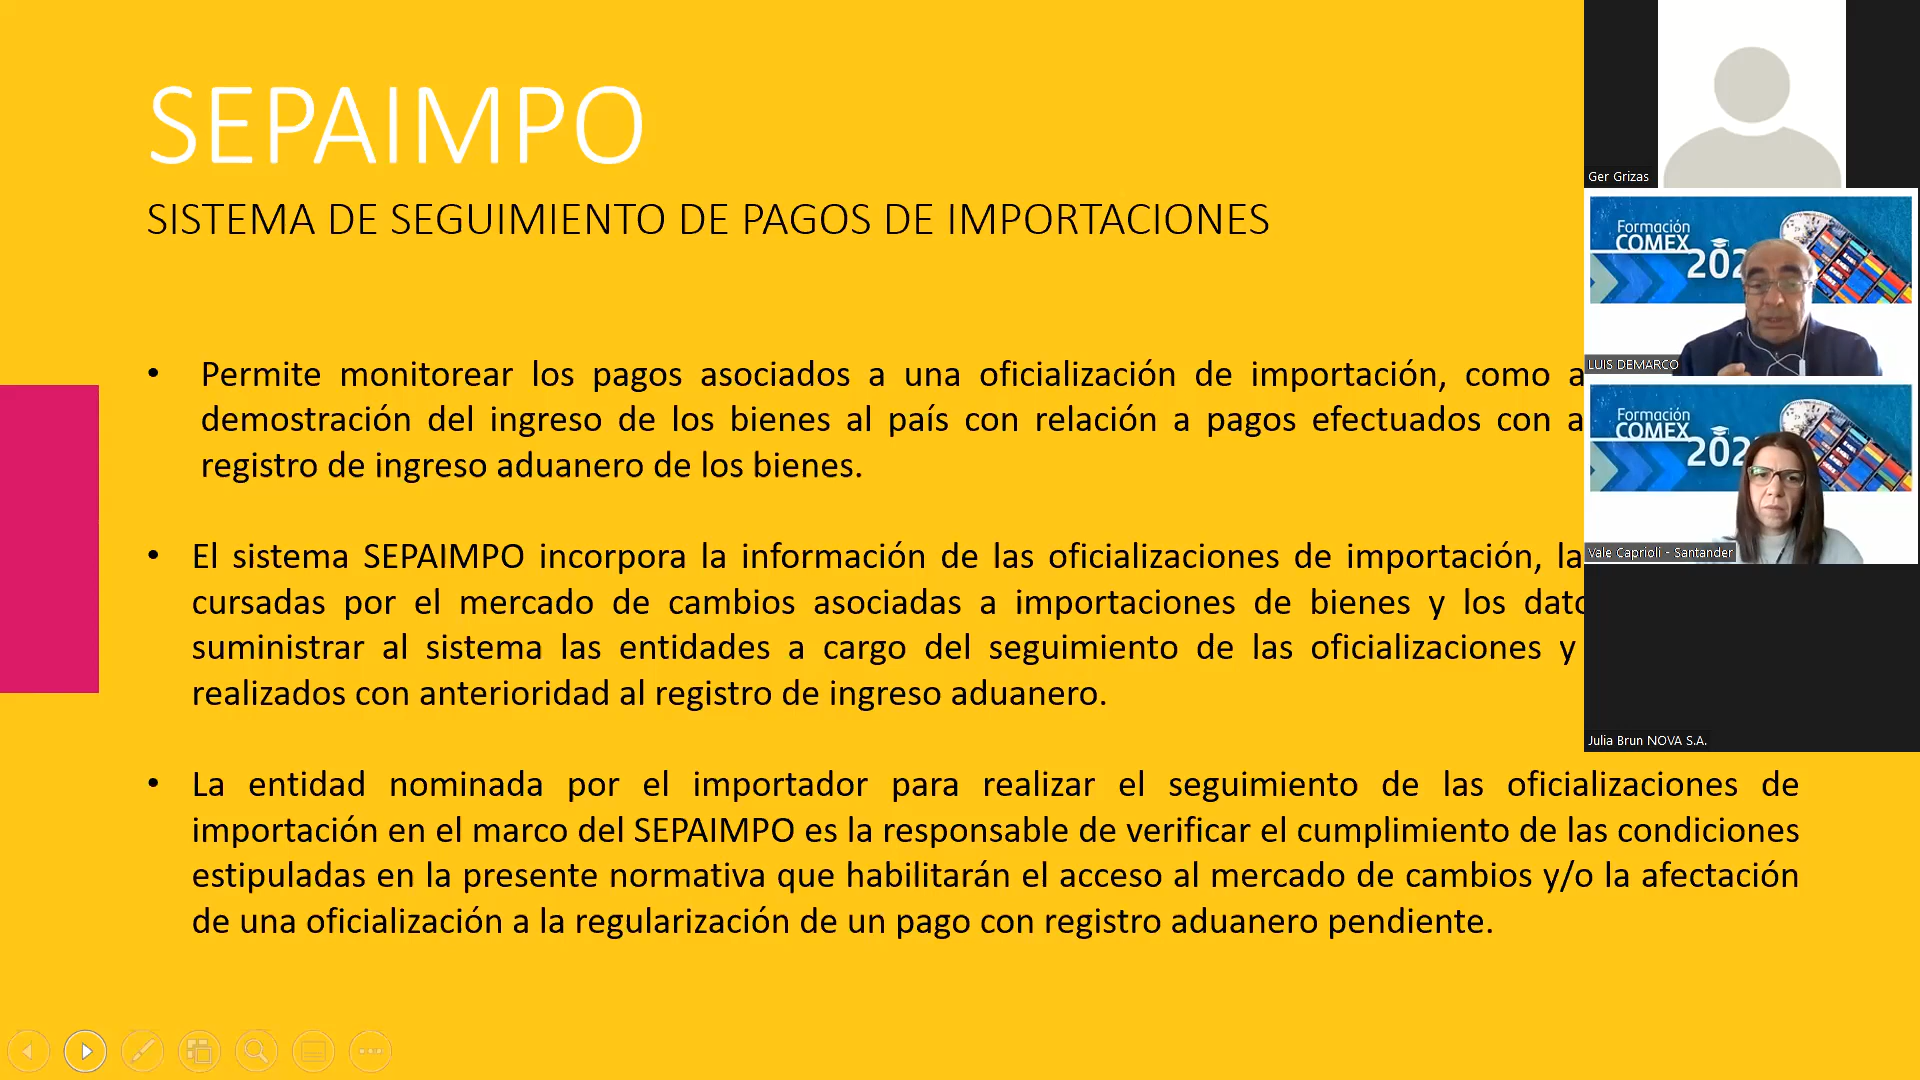 SEPAIMPO
SISTEMA DE SEGUIMIENTO DE PAGOS DE IMPORTACIONES
• Permite monitorear los pagos asociados a una oficialización de importación, como
demostración del ingreso de los bienes al país con relación a pagos efectuados con
registro de ingreso aduanero de los bienes.
• El sistema SEPAIMPO incorpora la información de las oficializaciones de importación,
cursadas por el mercado de cambios asociadas a importaciones de bienes y los
suministrar al sistema las entidades a cargo del seguimiento de las oficializaciones y
realizados con anterioridad al registro de ingreso aduanero.
• La entidad nominada por el importador para realizar el seguimiento de las oficializaciones de
importación en el marco del SEPAIMPO es la responsable de verificar el cumplimiento de las condiciones
estipuladas en la presente normativa que habilitarán el acceso al mercado de cambios y/o la afectación
de una oficialización a la regularización de un pago con registro aduanero pendiente.
Ger Grizas
Formación
COMEX
LUIS DEMARCO
Formación
COMEX
Vale Caprioli - Santander
Julia Brun NOVA S.A.